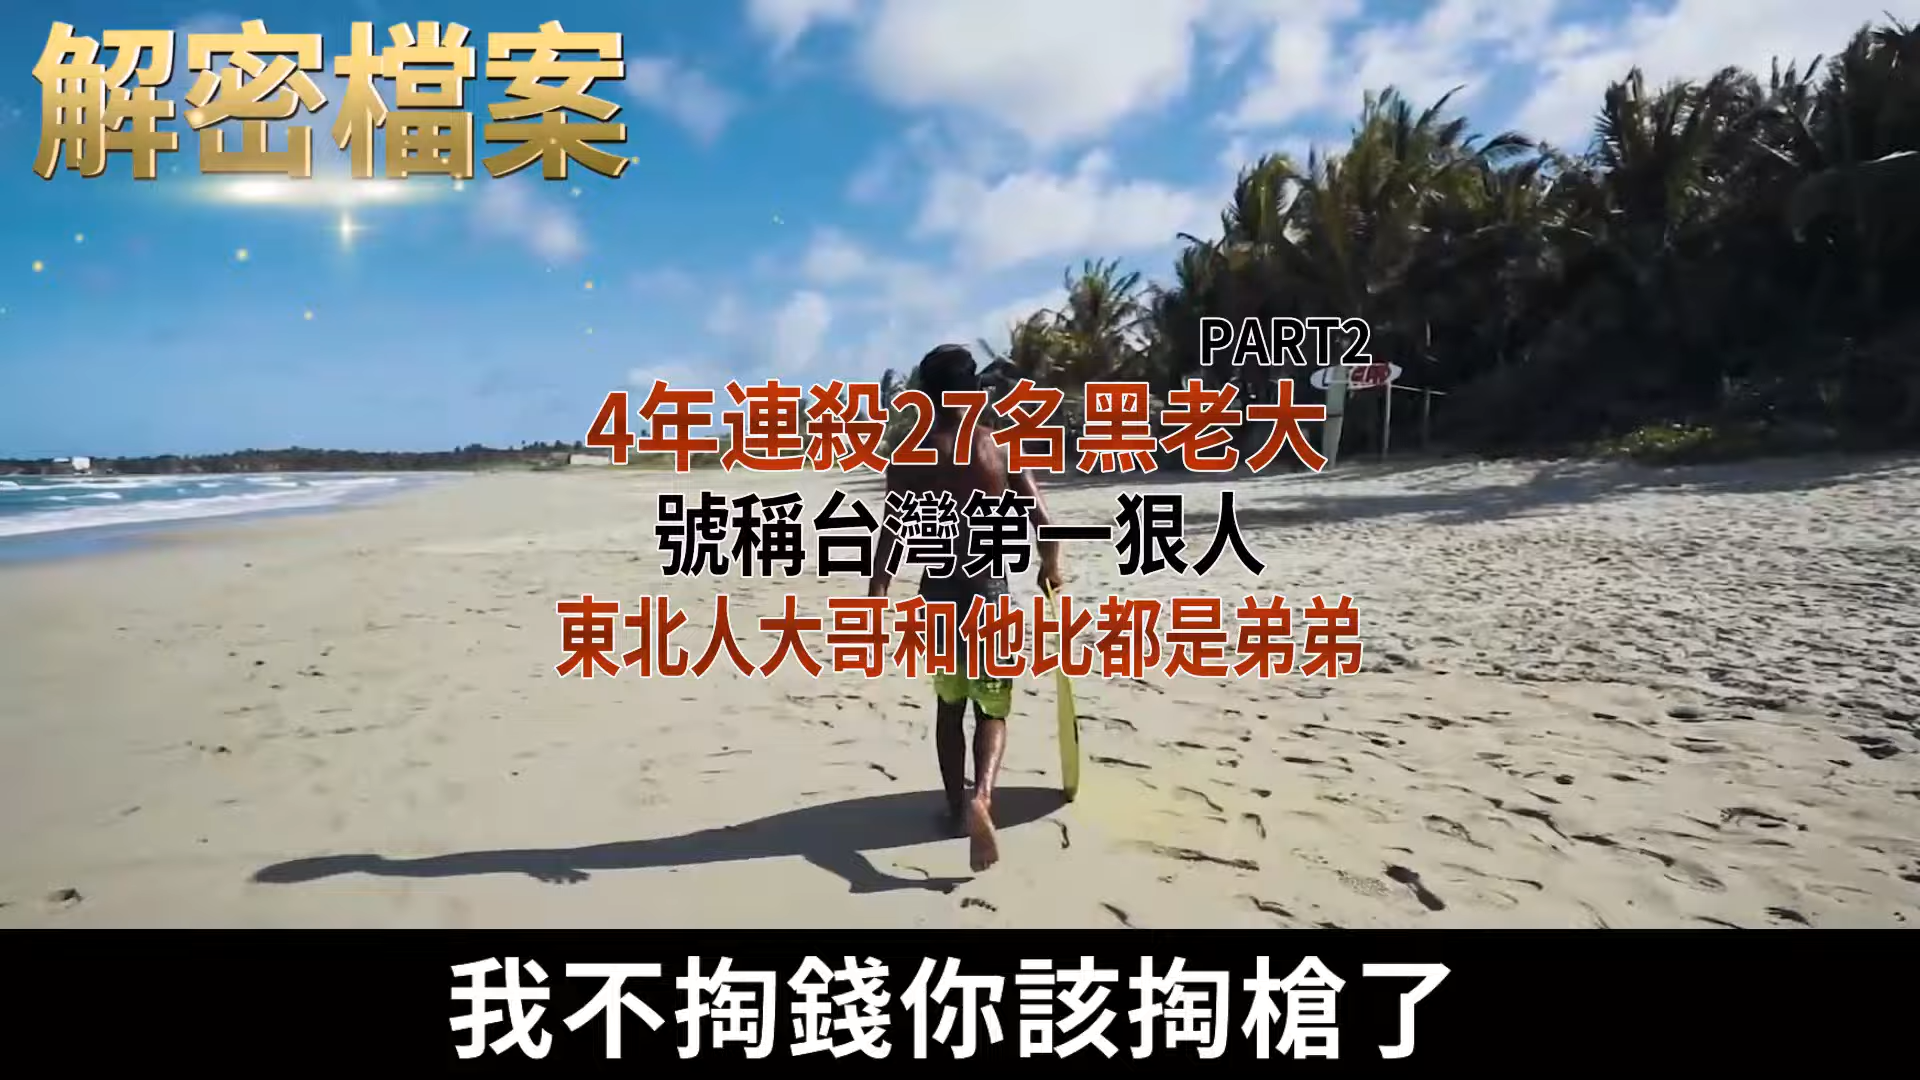 解密檔案
PART2
4年連殺27名黑老大
號稱台灣第一狠人
東北人大哥和他比都是弟弟
我不掏錢你該掏槍了